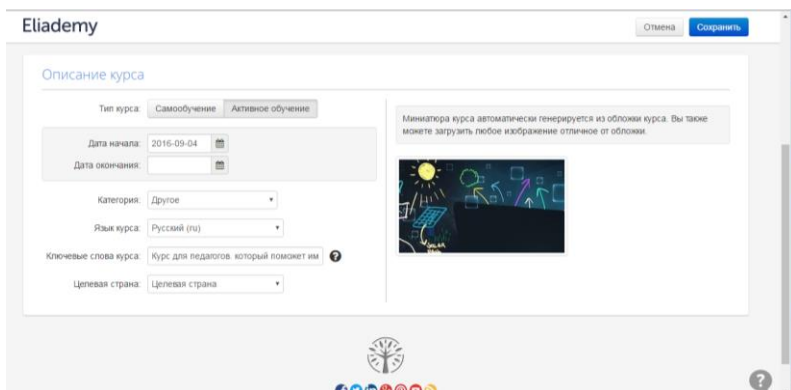 Eliademy
Отмена
Сохранить
Описание курса
Тип курса: Самообучение Активное обучение
Дата начала: 2016-09-04
Дата окончания:
Категория: Другое
Язык курса: Русский (ru)
Ключевые слова курса: Курс для педагогов который поможет им ?
Целевая страна: Целевая страна
Миниатюра курса автоматически генерируется из обложки курса. Вы также
можете загрузить любое изображение отличное от обложки.
?